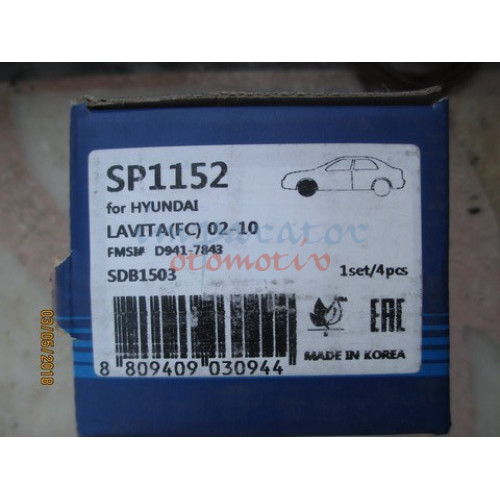 SP1152
for HYUNDAI
LAVITA(FC) 02-10
FMSI# D941-7843
SDB1503
1set/4pcs
EAC
MADE IN KOREA
8 809409 030944
otomotiv
03/05/2018